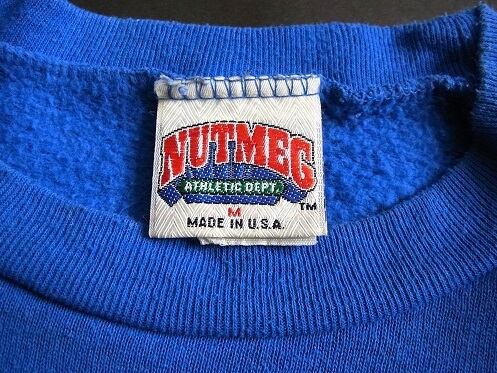 NUTMEG
ATHLETIC DEPT.
TM
M
MADE IN U.S.A.